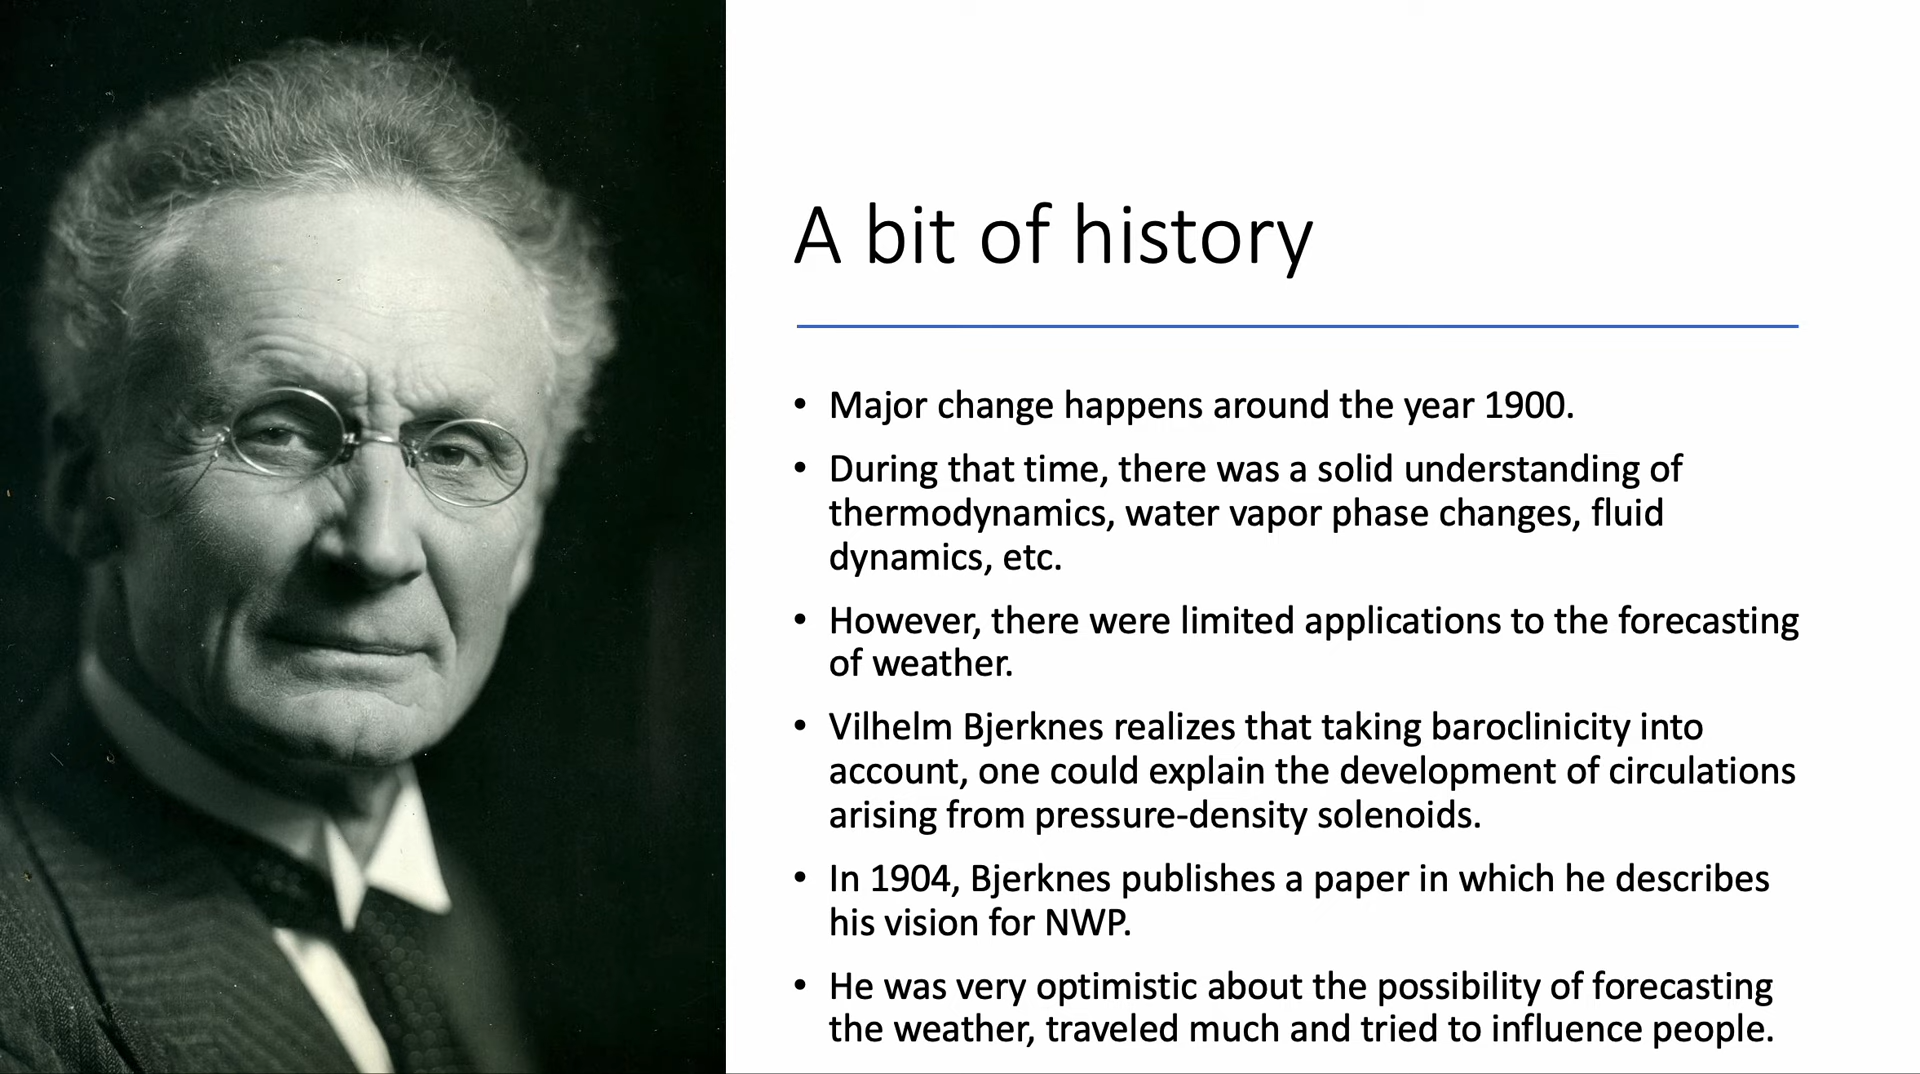 A bit of history
• Major change happens around the year 1900.
• During that time, there was a solid understanding of
thermodynamics, water vapor phase changes, fluid
dynamics, etc.
• However, there were limited applications to the forecasting
of weather.
• Vilhelm Bjerknes realizes that taking baroclinicity into
account, one could explain the development of circulations
arising from pressure-density solenoids.
• In 1904, Bjerknes publishes a paper in which he describes
his vision for NWP.
• He was very optimistic about the possibility of forecasting
the weather, traveled much and tried to influence people.